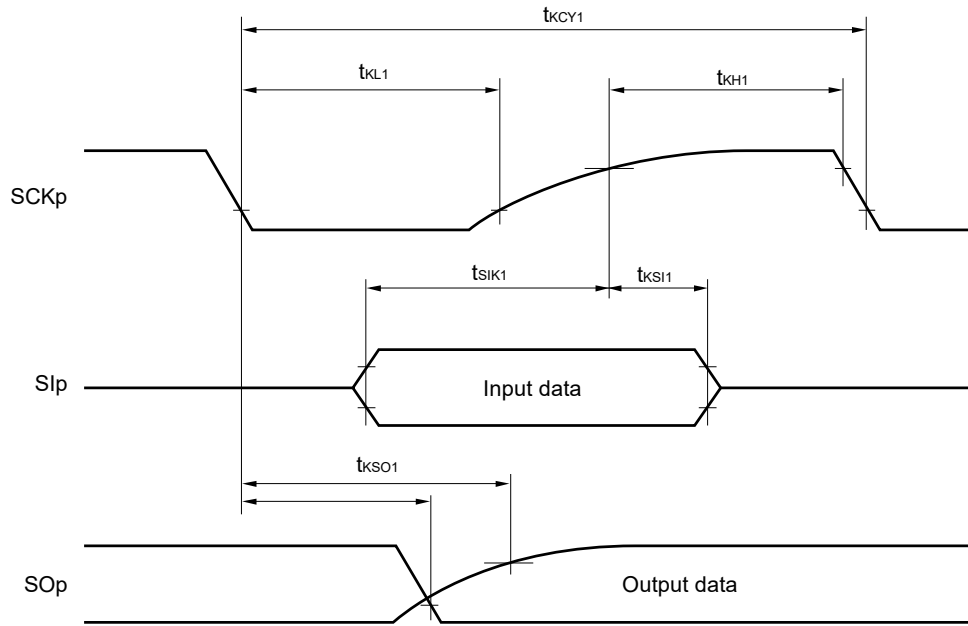 tKCY1
tKL1
tKH1
SCKp
tSIK1
tKSI1
SIp
Input data
tKSO1
SOp
Output data